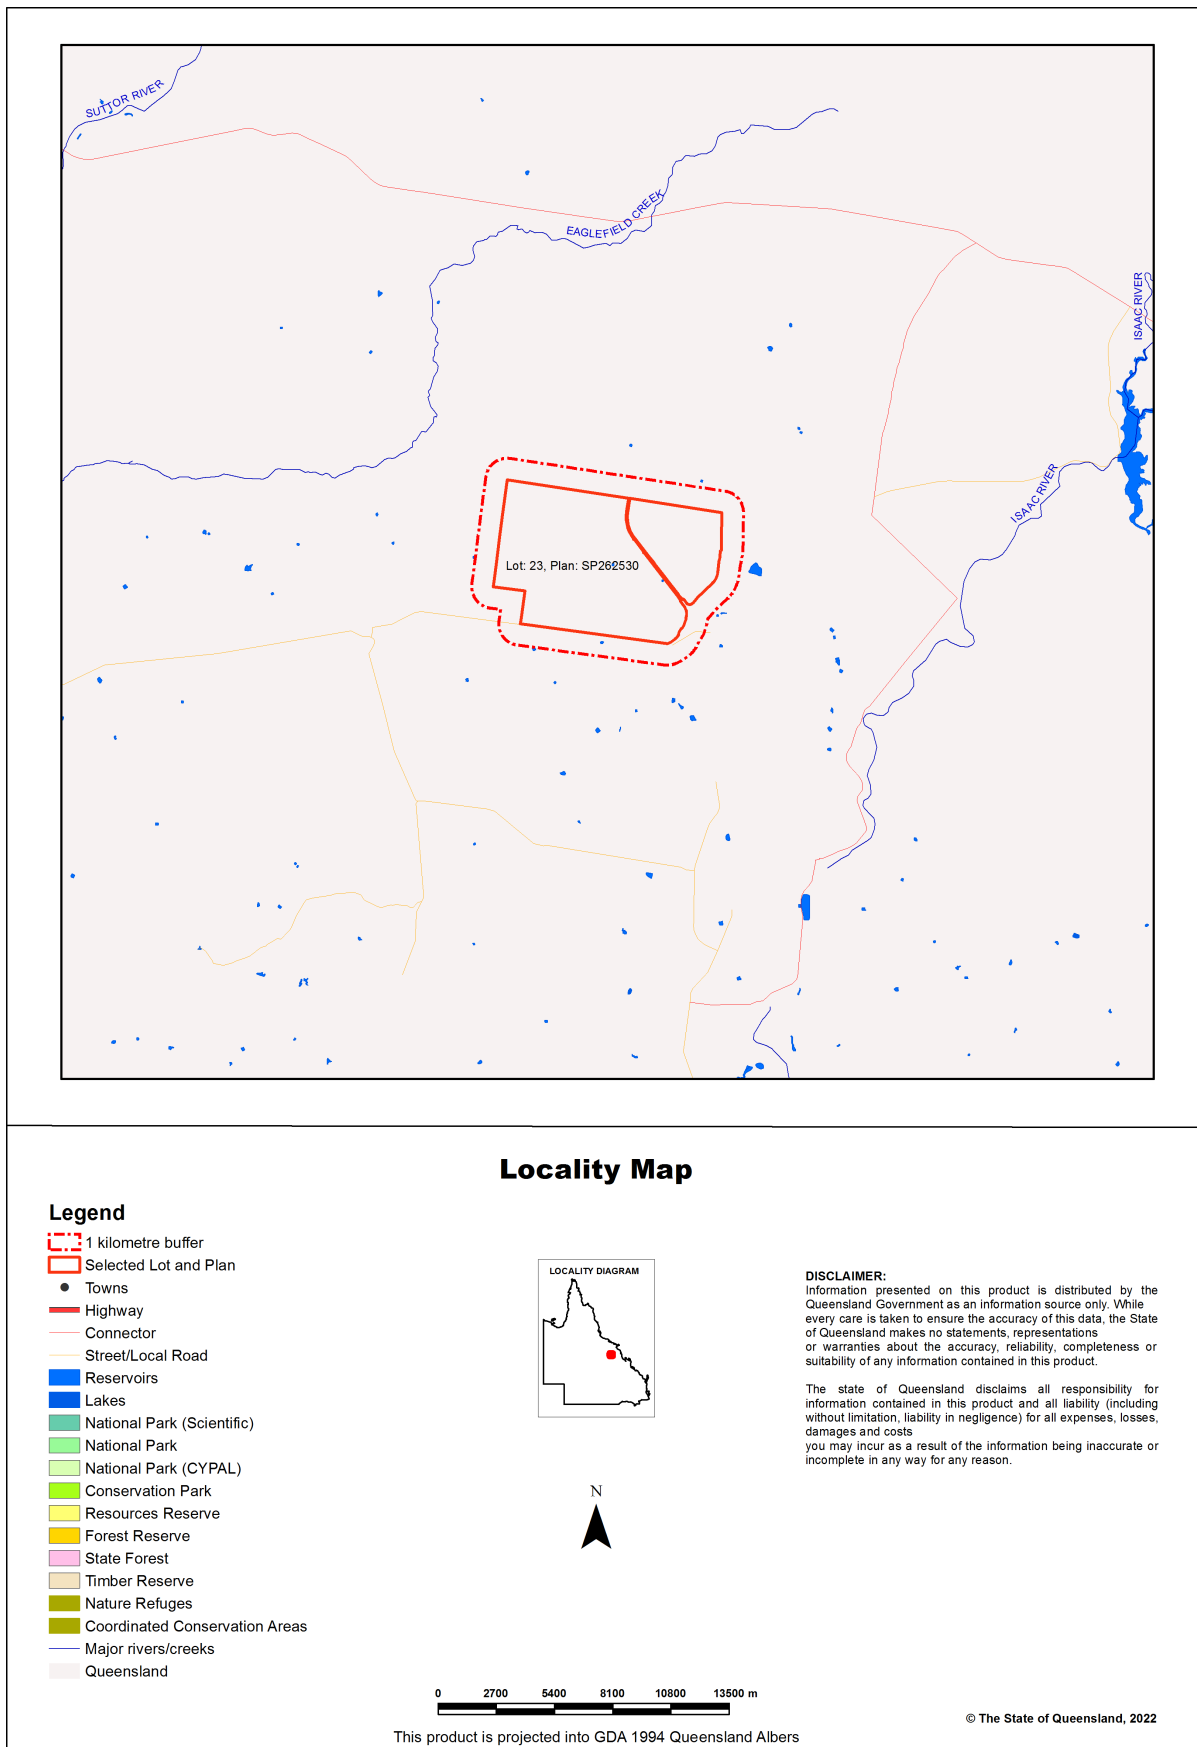 SUTTOR RIVER
EAGLEFIELD CREEK
ISAAC RIVER
ISAAC RIVER
Lot: 23, Plan: SP262530
Locality Map
Legend
1 kilometre buffer
Selected Lot and Plan
Towns
Highway
Connector
Street/Local Road
Reservoirs
Lakes
National Park (Scientific)
National Park
National Park (CYPAL)
Conservation Park
Resources Reserve
Forest Reserve
State Forest
Timber Reserve
Nature Refuges
Coordinated Conservation Areas
Major rivers/creeks
Queensland
LOCALITY DIAGRAM
N
DISCLAIMER:
Information presented on this product is distributed by the
Queensland Government as an information source only. While
every care is taken to ensure the accuracy of this data, the State
of Queensland makes no statements, representations
or warranties about the accuracy, reliability, completeness or
suitability of any information contained in this product.
The state of Queensland disclaims all responsibility for
information contained in this product and all liability (including
without limitation, liability in negligence) for all expenses, losses,
damages and costs
you may incur as a result of the information being inaccurate or
incomplete in any way for any reason.
0 2700 5400 8100 10800 13500 m
This product is projected into GDA 1994 Queensland Albers
© The State of Queensland, 2022